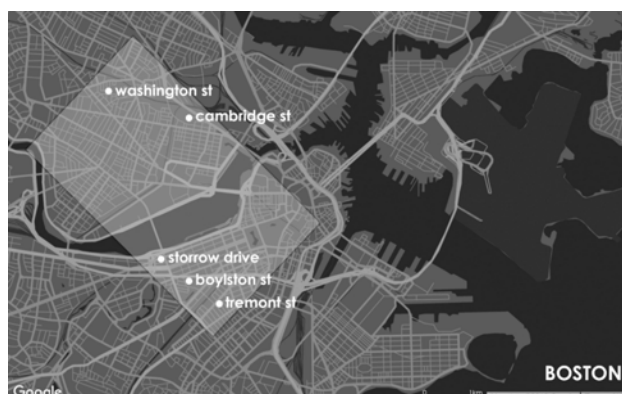 washington st
cambridge st
storrow drive
boylston st
tremont st
BOSTON
Google